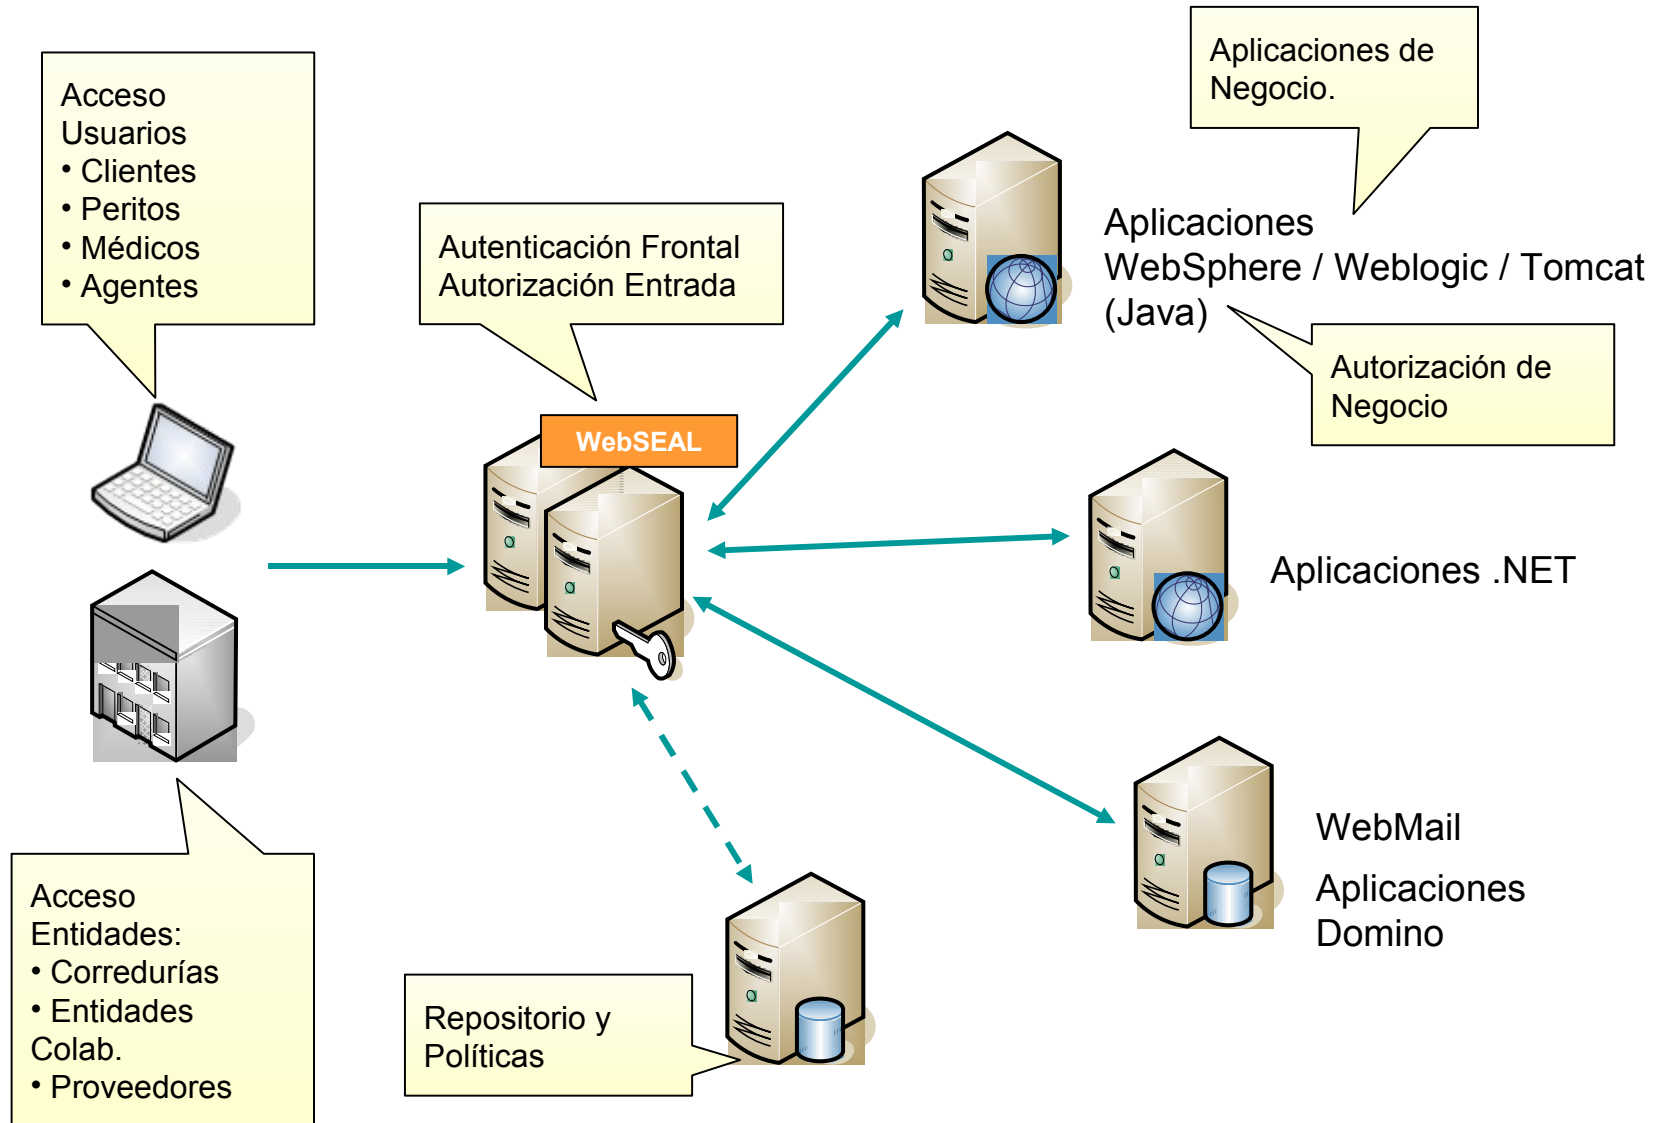 Aplicaciones de
Negocio.
Acceso
Usuarios
• Clientes
• Peritos
• Médicos
• Agentes
Autenticación Frontal
Autorización Entrada
Aplicaciones
WebSphere / Weblogic / Tomcat
(Java)
Autorización de
Negocio
WebSEAL
Aplicaciones .NET
WebMail
Aplicaciones
Domino
Acceso
Entidades:
• Corredurías
• Entidades
Colab.
• Proveedores
Repositorio y
Políticas